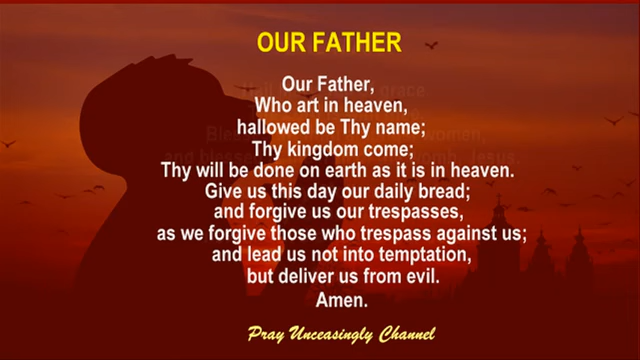 OUR FATHER
Our Father,
Who art in heaven,
hallowed be Thy name;
Thy kingdom come;
Thy will be done on earth as it is in heaven.
Give us this day our daily bread;
and forgive us our trespasses,
as we forgive those who trespass against us;
and lead us not into temptation,
but deliver us from evil.
Amen.
Pray Unceasingly Channel